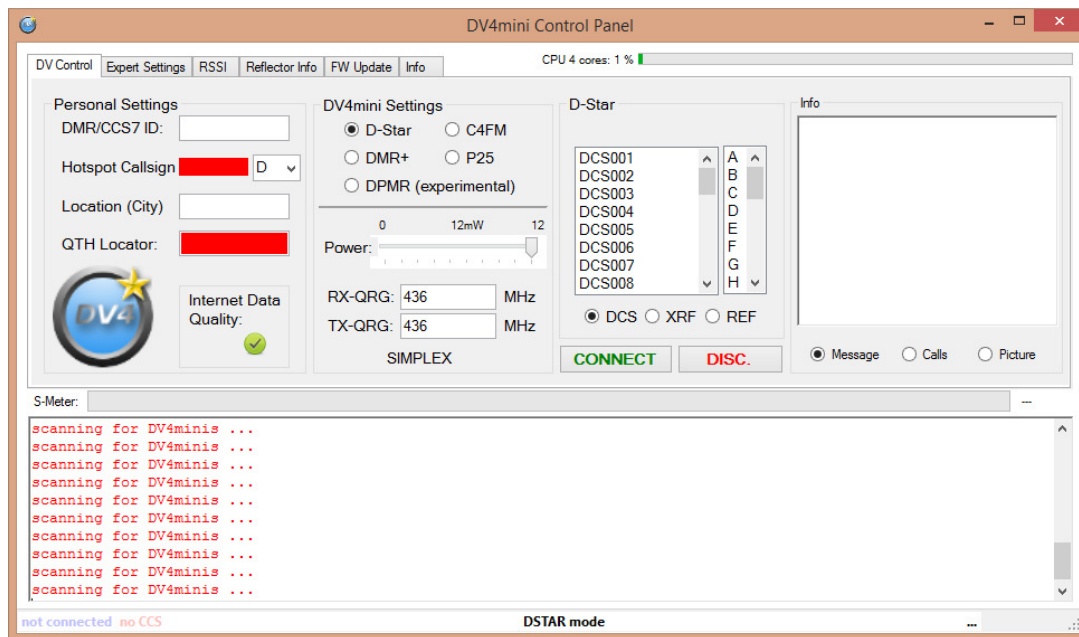 DV4mini Control Panel
DV Control Expert Settings RSSI Reflector Info FW Update Info
CPU 4 cores: 1 %
Personal Settings
DMR/CCS7 ID:
Hotspot Callsign D
Location (City)
QTH Locator:
DV4
Internet Data
Quality:
DV4mini Settings
D-Star C4FM
DMR+ P25
DPMR (experimental)
0 12mW 12
Power:
RX-QRG: 436 MHz
TX-QRG: 436 MHz
SIMPLEX
D-Star
DCS001 A
DCS002 B
DCS003 C
DCS004 D
DCS005 E
DCS006 F
DCS007 G
DCS008 H
DCS XRF REF
CONNECT DISC.
Info
Message Calls Picture
S-Meter: ---
scanning for DV4minis ...
scanning for DV4minis ...
scanning for DV4minis ...
scanning for DV4minis ...
scanning for DV4minis ...
scanning for DV4minis ...
scanning for DV4minis ...
scanning for DV4minis ...
scanning for DV4minis ...
scanning for DV4minis ...
not connected no CCS DSTAR mode ...